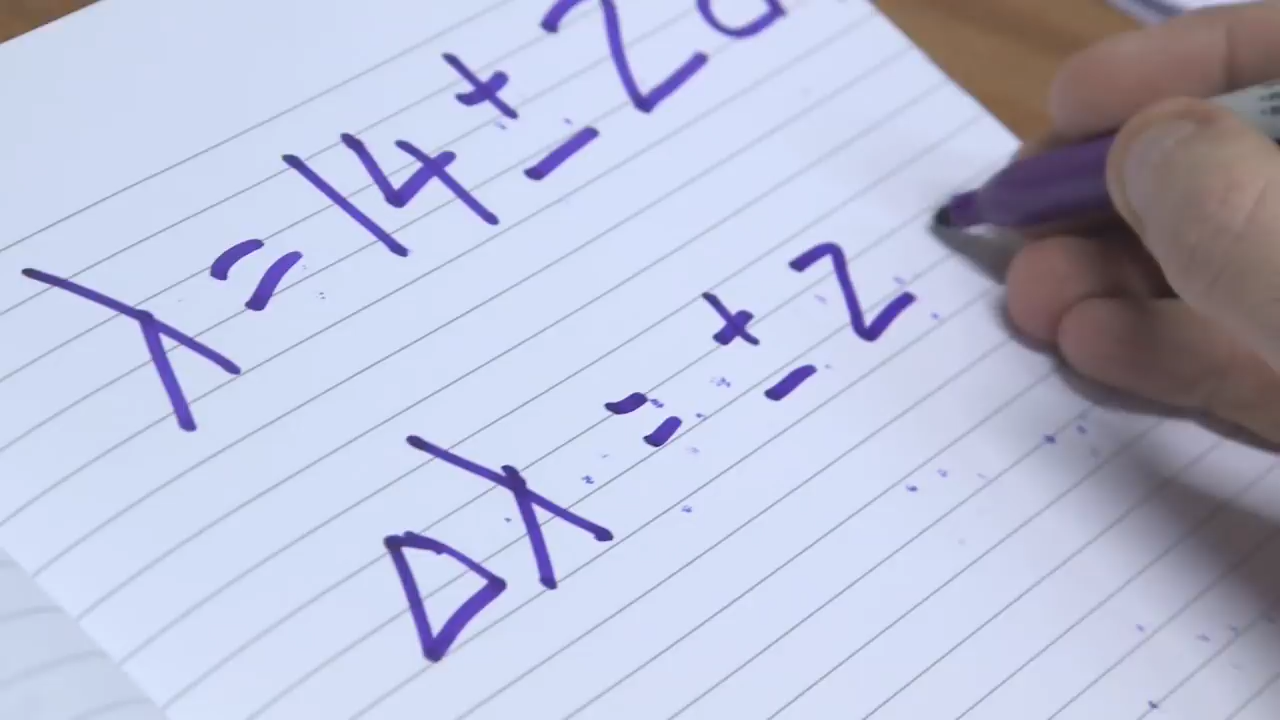 λ = 14 ± 2
Δλ = ± 2